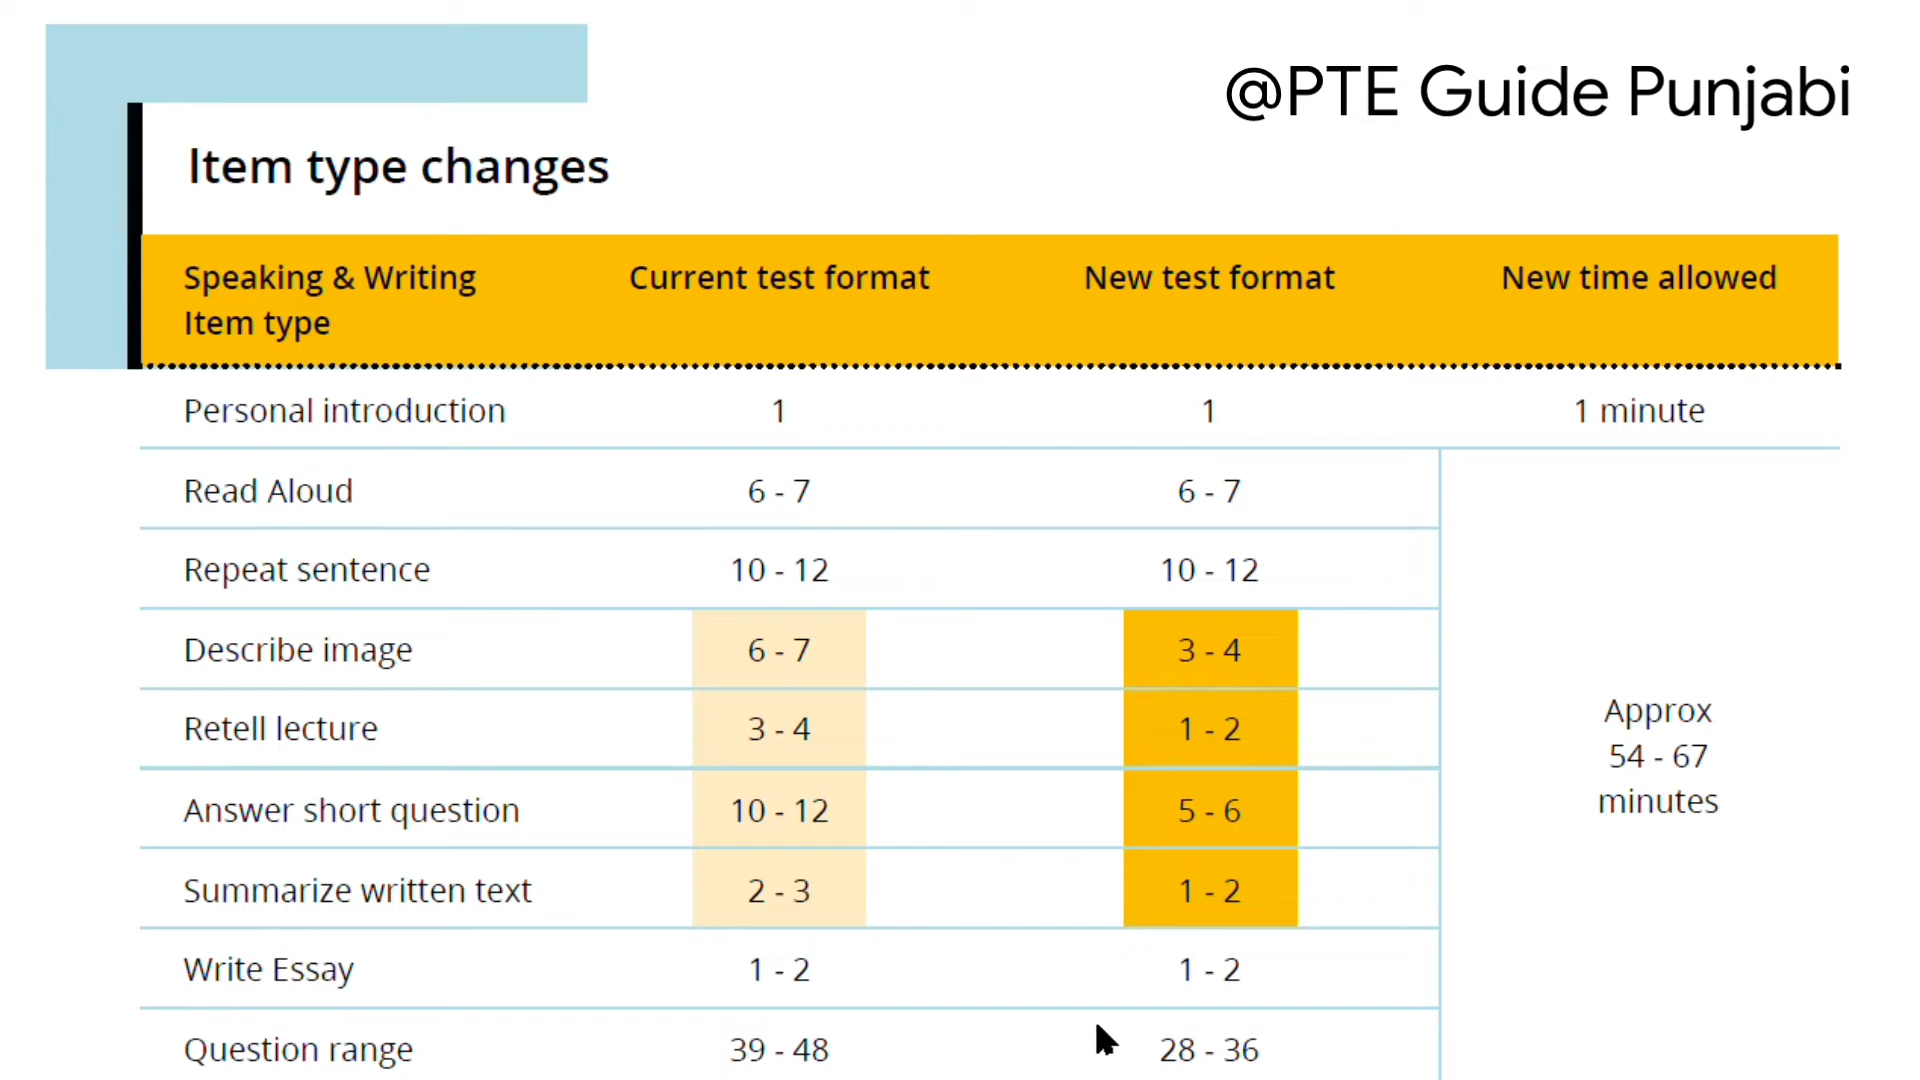 @PTE Guide Punjabi
Item type changes
Speaking & Writing Item type Current test format New test format New time allowed
Personal introduction 1 1 1 minute
Read Aloud 6 - 7 6 - 7
Repeat sentence 10 - 12 10 - 12
Describe image 6 - 7 3 - 4
Retell lecture 3 - 4 1 - 2
Approx
54 - 67
minutes
Answer short question 10 - 12 5 - 6
Summarize written text 2 - 3 1 - 2
Write Essay 1 - 2 1 - 2
Question range 39 - 48 28 - 36